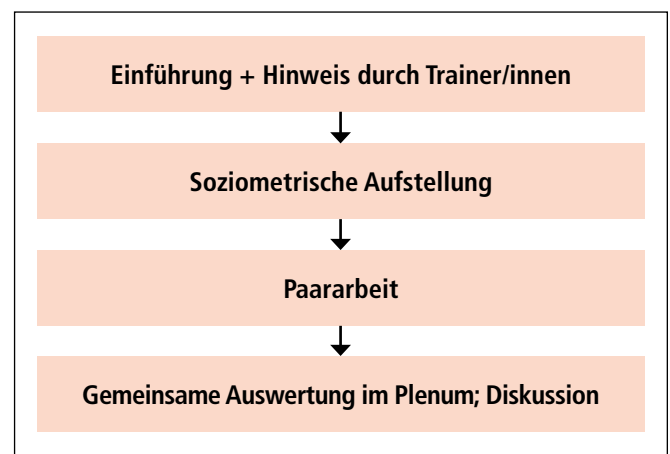 Einführung + Hinweis durch Trainer/innen
Soziometrische Aufstellung
Paararbeit
Gemeinsame Auswertung im Plenum; Diskussion